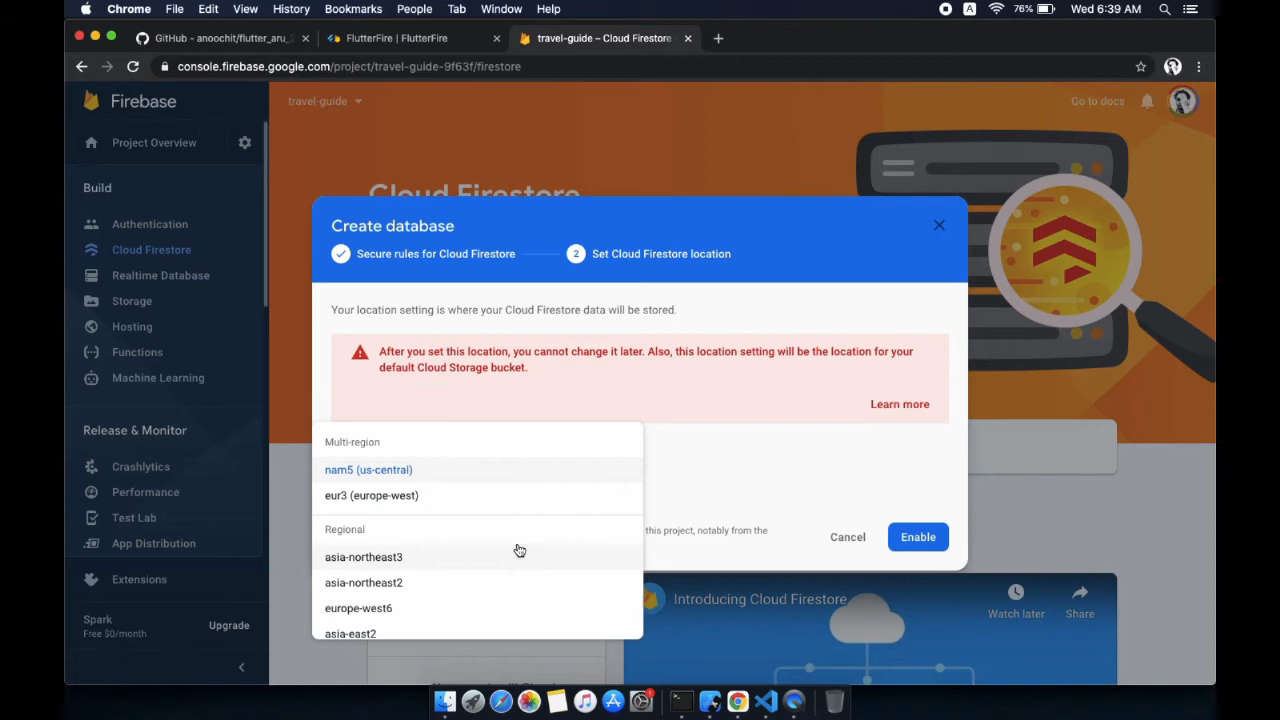 Chrome File Edit View History Bookmarks People Tab Window Help A 76% Wed 6:39 AM
GitHub - anoochit/flutter_aru_ FlutterFire | FlutterFire travel-guide – Cloud Firestore
console.firebase.google.com/project/travel-guide-9f63f/firestore
Firebase
travel-guide
Go to docs
Project Overview
Build
Authentication
Cloud Firestore
Realtime Database
Storage
Hosting
Functions
Machine Learning
Release & Monitor
Crashlytics
Performance
Test Lab
App Distribution
Extensions
Spark
Free $0/month
Upgrade
Cloud Firestore
Create database
Secure rules for Cloud Firestore
2 Set Cloud Firestore location
Your location setting is where your Cloud Firestore data will be stored.
After you set this location, you cannot change it later. Also, this location setting will be the location for your
default Cloud Storage bucket.
Learn more
Multi-region
nam5 (us-central)
eur3 (europe-west)
Regional
asia-northeast3
asia-northeast2
europe-west6
asia-east2
this project, notably from the
Cancel
Enable
Introducing Cloud Firestore
Watch later
Share